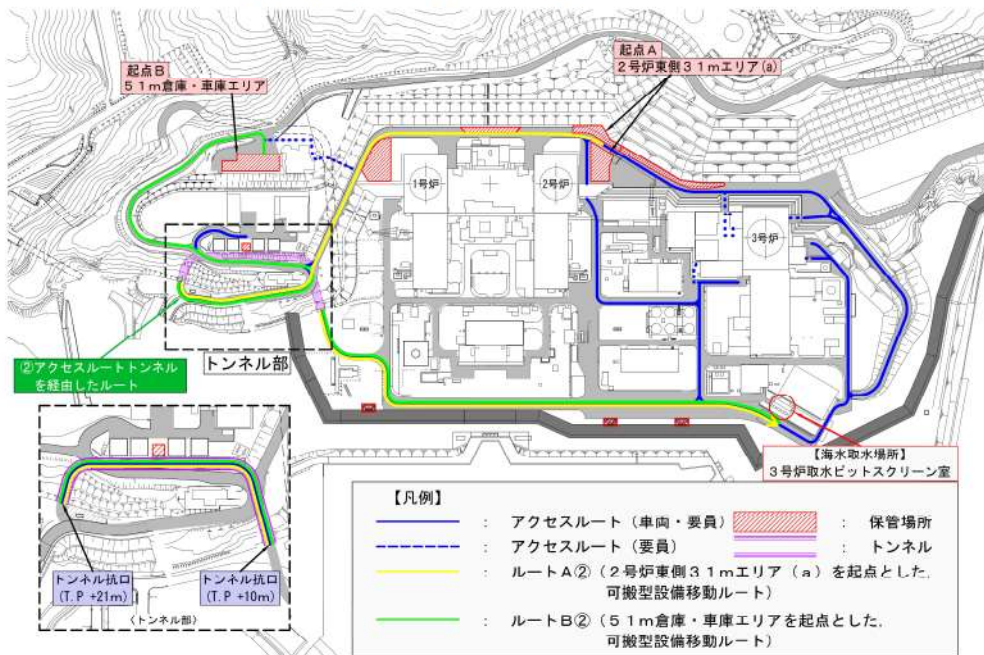 起点B
51m倉庫・車庫エリア
起点A
2号炉東側31mエリア(a)
1号炉
2号炉
3号炉
②アクセスルートトンネル
を経由したルート
トンネル部
【海水取水場所】
3号炉取水ピットスクリーン室
トンネル坑口
(T.P +21m)
トンネル坑口
(T.P +10m)
〈トンネル部〉
【凡例】
: アクセスルート(車両・要員)
: 保管場所
: アクセスルート(要員)
: トンネル
: ルートA②(2号炉東側31mエリア(a)を起点とした,
可搬型設備移動ルート)
: ルートB②(51m倉庫・車庫エリアを起点とした,
可搬型設備移動ルート)